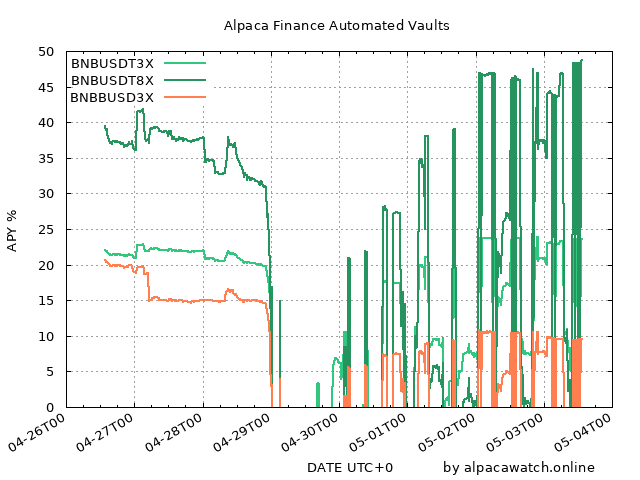 Alpaca Finance Automated Vaults
BNBUSDT3X
BNBUSDT8X
BNBBUSD3X
APY %
50
45
40
35
30
25
20
15
10
5
0
04-26T00
04-27T00
04-28T00
04-29T00
04-30T00
05-01T00
05-02T00
05-03T00
05-04T00
DATE UTC+0
by alpacawatch.online